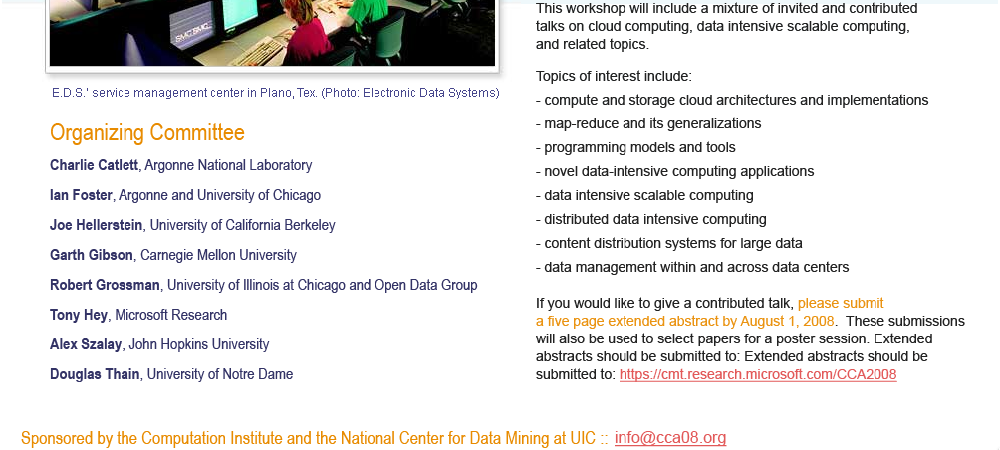 SMC SMC
E.D.S.' service management center in Plano, Tex. (Photo: Electronic Data Systems)
Organizing Committee
Charlie Catlett, Argonne National Laboratory
Ian Foster, Argonne and University of Chicago
Joe Hellerstein, University of California Berkeley
Garth Gibson, Carnegie Mellon University
Robert Grossman, University of Illinois at Chicago and Open Data Group
Tony Hey, Microsoft Research
Alex Szalay, John Hopkins University
Douglas Thain, University of Notre Dame
This workshop will include a mixture of invited and contributed
talks on cloud computing, data intensive scalable computing,
and related topics.
Topics of interest include:
- compute and storage cloud architectures and implementations
- map-reduce and its generalizations
- programming models and tools
- novel data-intensive computing applications
- data intensive scalable computing
- distributed data intensive computing
- content distribution systems for large data
- data management within and across data centers
If you would like to give a contributed talk, please submit
a five page extended abstract by August 1, 2008. These submissions
will also be used to select papers for a poster session. Extended
abstracts should be submitted to: Extended abstracts should be
submitted to: https://cmt.research.microsoft.com/CCA2008
Sponsored by the Computation Institute and the National Center for Data Mining at UIC :: info@cca08.org